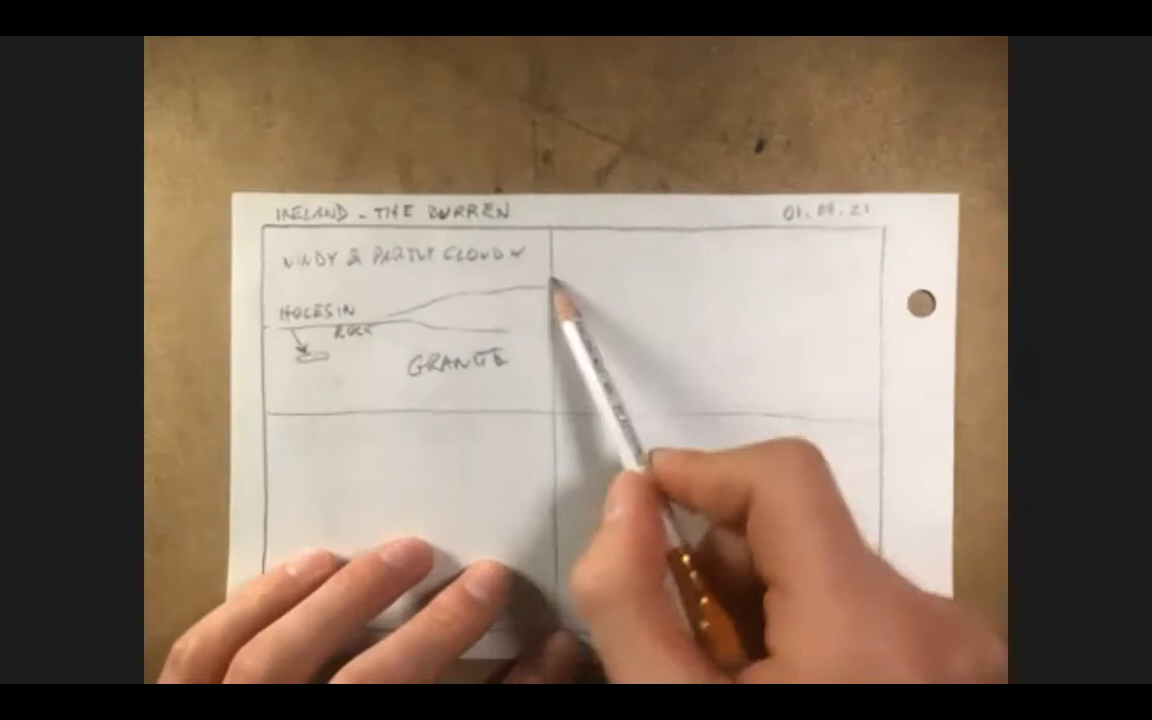 IRELAND - THE BURREN
01.09.21
WINDY & PARTLY CLOUDY
HOLES IN
ROCK
GRANITE